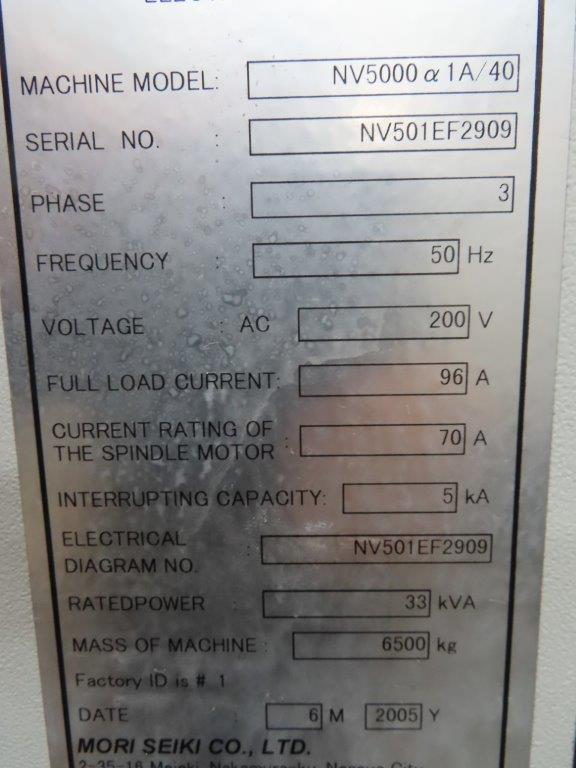 MACHINE MODEL: NV5000 α 1A/40
SERIAL NO. : NV501EF2909
PHASE : 3
FREQUENCY : 50 Hz
VOLTAGE : AC 200 V
FULL LOAD CURRENT: 96 A
CURRENT RATING OF
THE SPINDLE MOTOR : 70 A
INTERRUPTING CAPACITY: 5 kA
ELECTRICAL
DIAGRAM NO. : NV501EF2909
RATEDPOWER : 33 kVA
MASS OF MACHINE : 6500 kg
Factory ID is # 1
DATE : 6 M 2005 Y
MORI SEIKI CO., LTD.